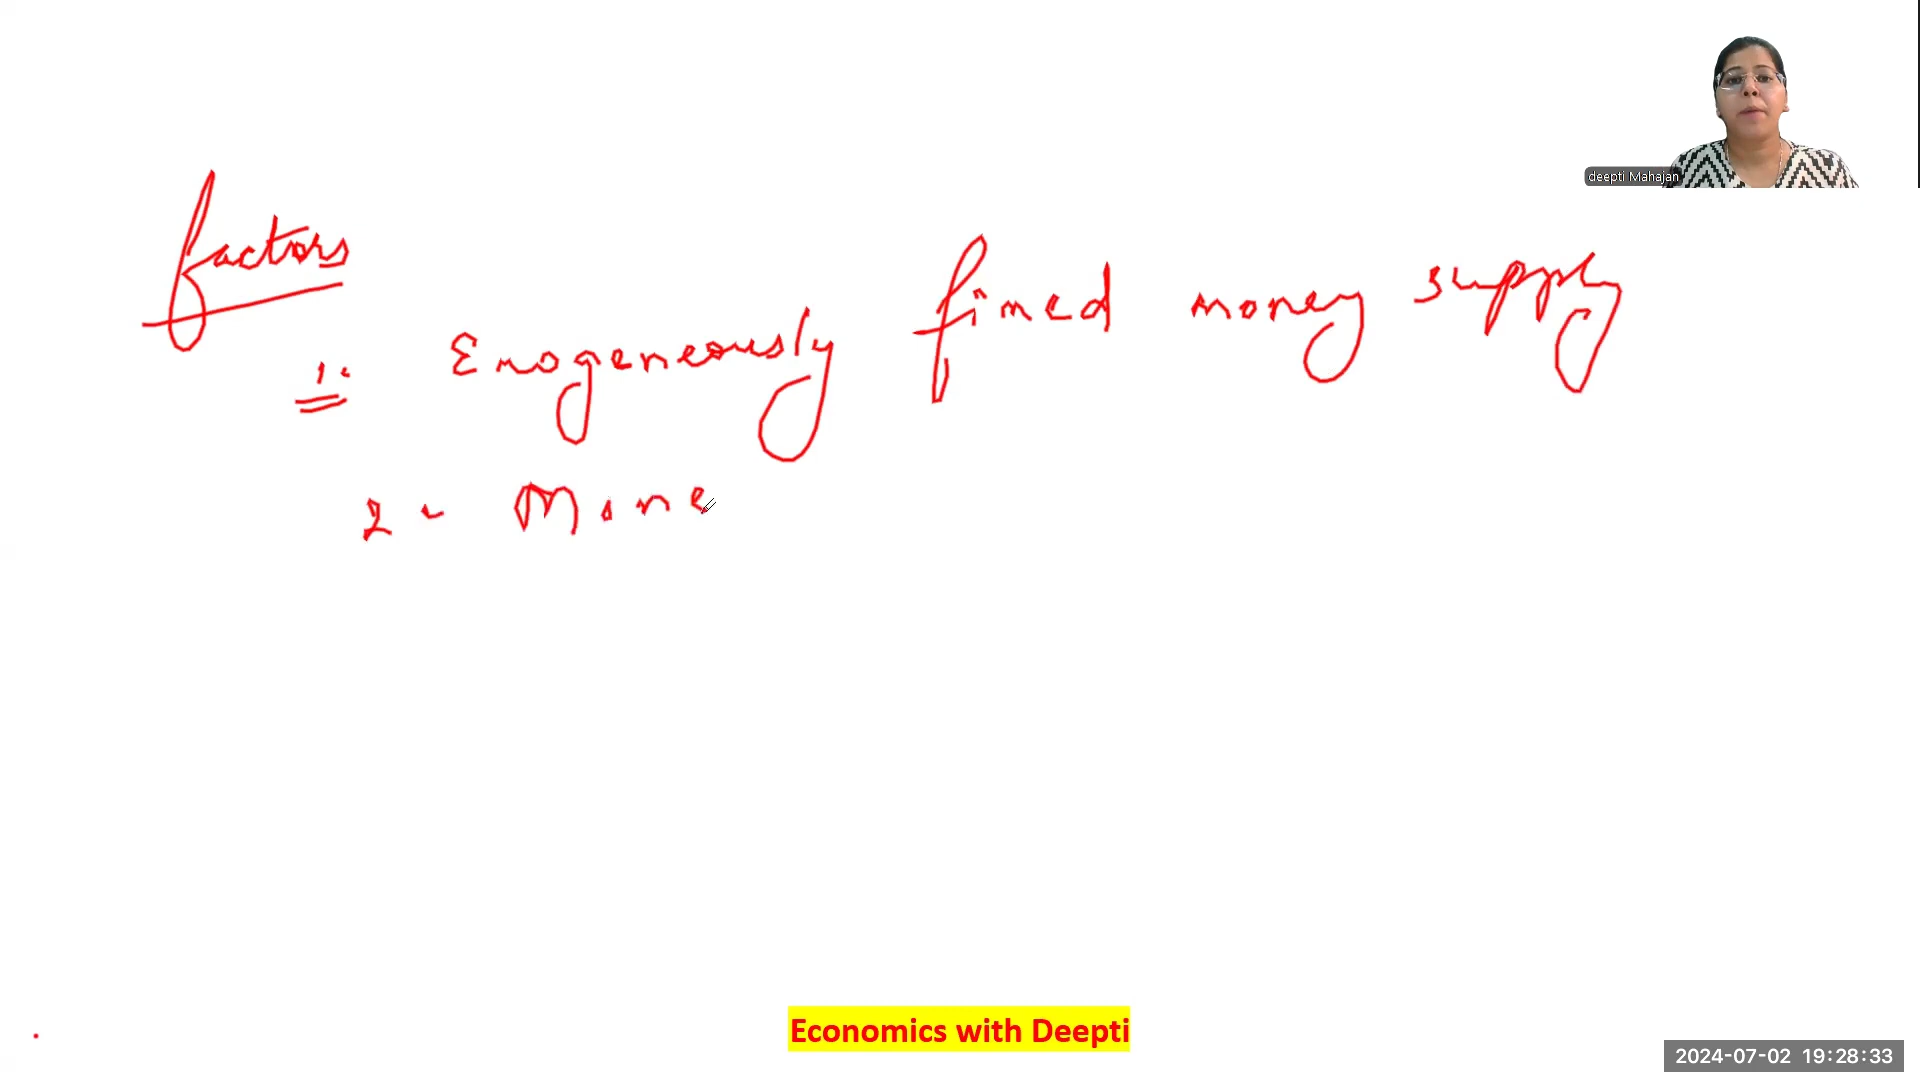 deepti Mahajan
factors
1. Exogeneously fixed money supply
2. Mone
Economics with Deepti
2024-07-02 19:28:33